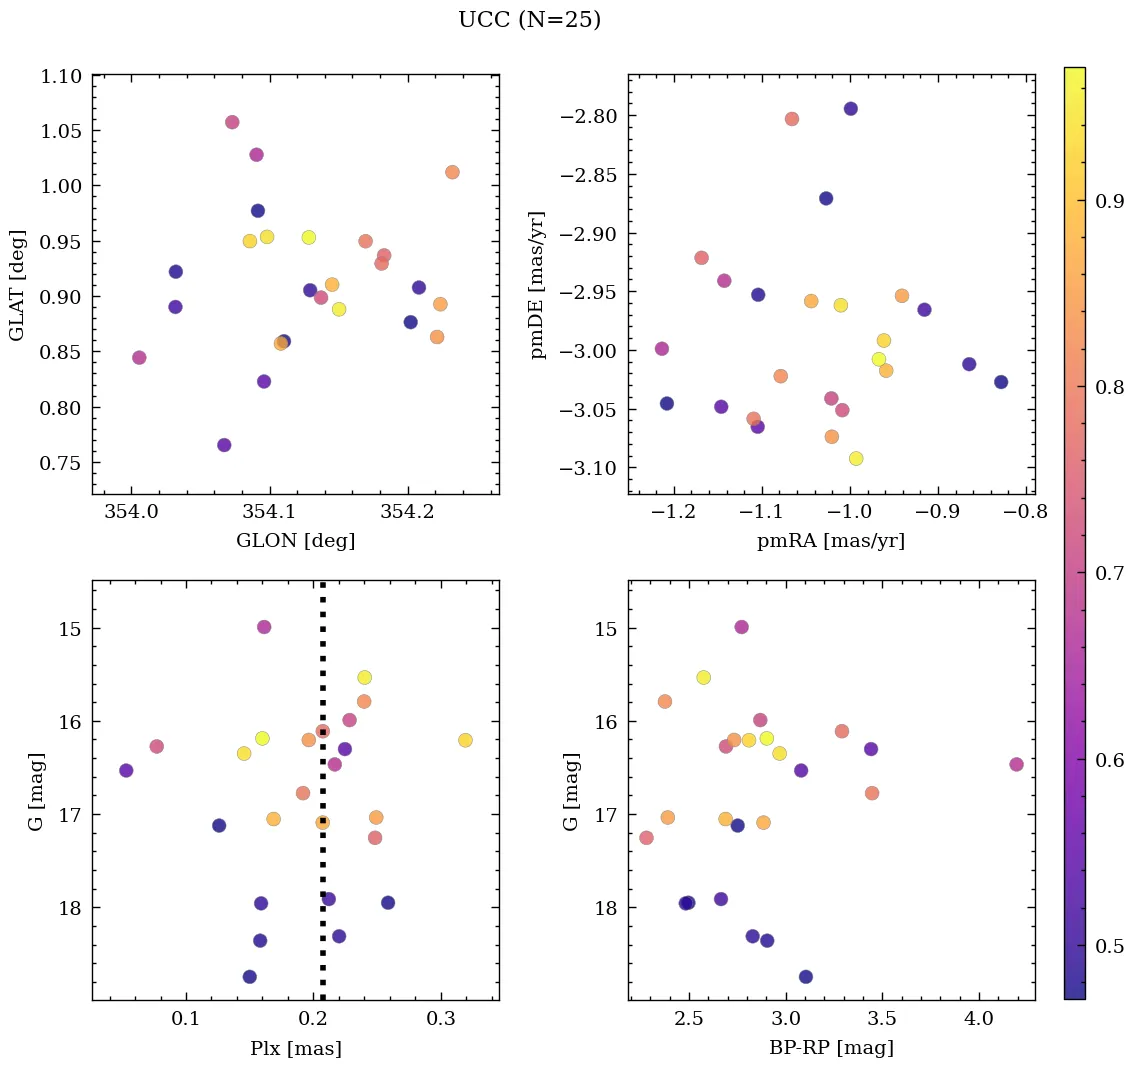 UCC (N=25)
1.10
1.05
1.00
0.95
0.90
0.85
0.80
0.75
GLAT [deg]
354.0 354.1 354.2
GLON [deg]
−2.80
−2.85
−2.90
−2.95
−3.00
−3.05
−3.10
pmDE [mas/yr]
−1.2 −1.1 −1.0 −0.9 −0.8
pmRA [mas/yr]
15
16
17
18
G [mag]
0.1 0.2 0.3
Plx [mas]
15
16
17
18
G [mag]
2.5 3.0 3.5 4.0
BP-RP [mag]
0.9
0.8
0.7
0.6
0.5